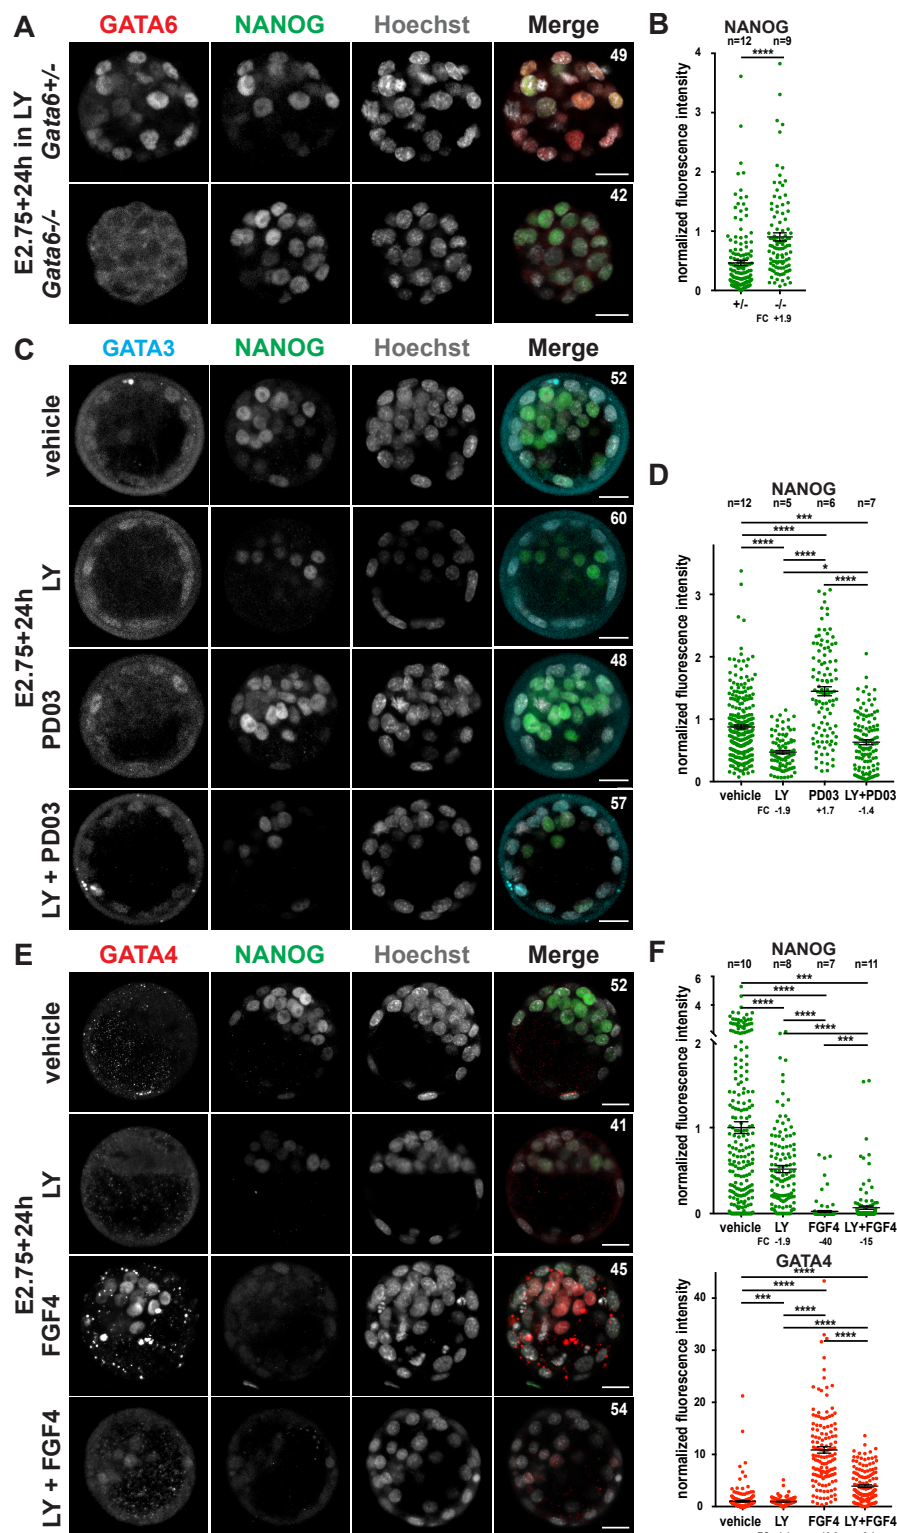 A
GATA6 NANOG Hoechst Merge
E2.75+24h in LY
Gata6+/-
49
Gata6-/-
42
B
NANOG
n=12 n=9
****
normalized fluorescence intensity
4
3
2
1
0
+/- -/-
FC +1.9
C
GATA3 NANOG Hoechst Merge
E2.75+24h
vehicle
52
LY
60
PD03
48
LY + PD03
57
D
NANOG
n=12 n=5 n=6 n=7
***
****
**** ****
*
****
normalized fluorescence intensity
3
2
1
0
vehicle LY PD03 LY+PD03
FC -1.9 +1.7 -1.4
E
GATA4 NANOG Hoechst Merge
E2.75+24h
vehicle
52
LY
41
FGF4
45
LY + FGF4
54
F
NANOG
n=10 n=8 n=7 n=11
***
****
**** ****
****
***
normalized fluorescence intensity
6
4
2
2
1
0
vehicle LY FGF4 LY+FGF4
FC -1.9 -40 -15
GATA4
****
****
*** ****
****
****
normalized fluorescence intensity
40
30
20
10
0
vehicle LY FGF4 LY+FGF4